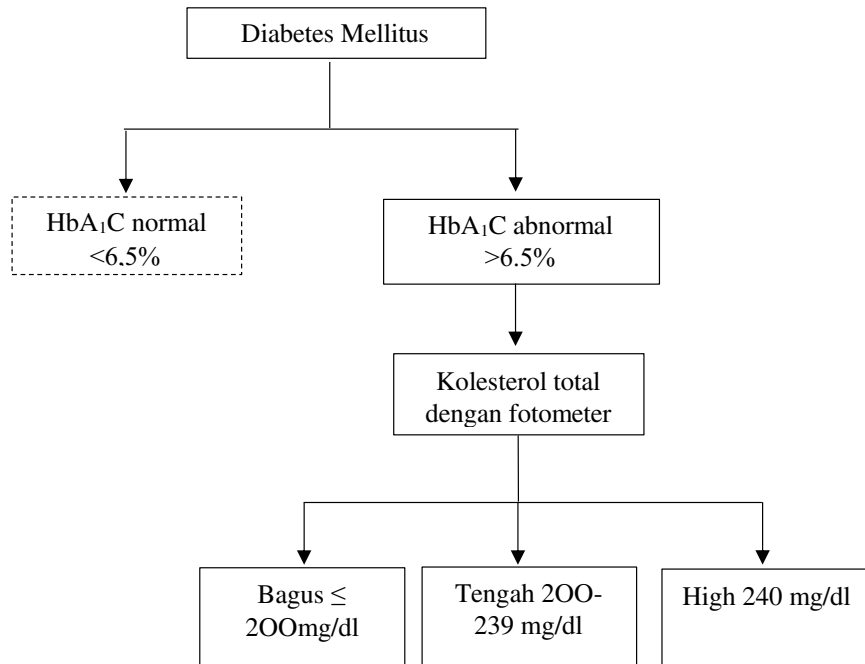 Diabetes Mellitus
HbA₁C normal
<6.5%
HbA₁C abnormal
>6.5%
Kolesterol total
dengan fotometer
Bagus ≤
2OOmg/dl
Tengah 2OO-
239 mg/dl
High 240 mg/dl